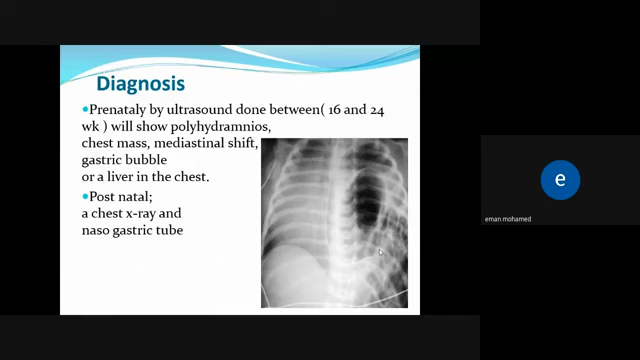 Diagnosis
•Prenataly by ultrasound done between( 16 and 24
wk ) will show polyhydramnios,
chest mass, mediastinal shift,
gastric bubble
or a liver in the chest.
•Post natal;
a chest x-ray and
naso gastric tube
e
eman mohamed